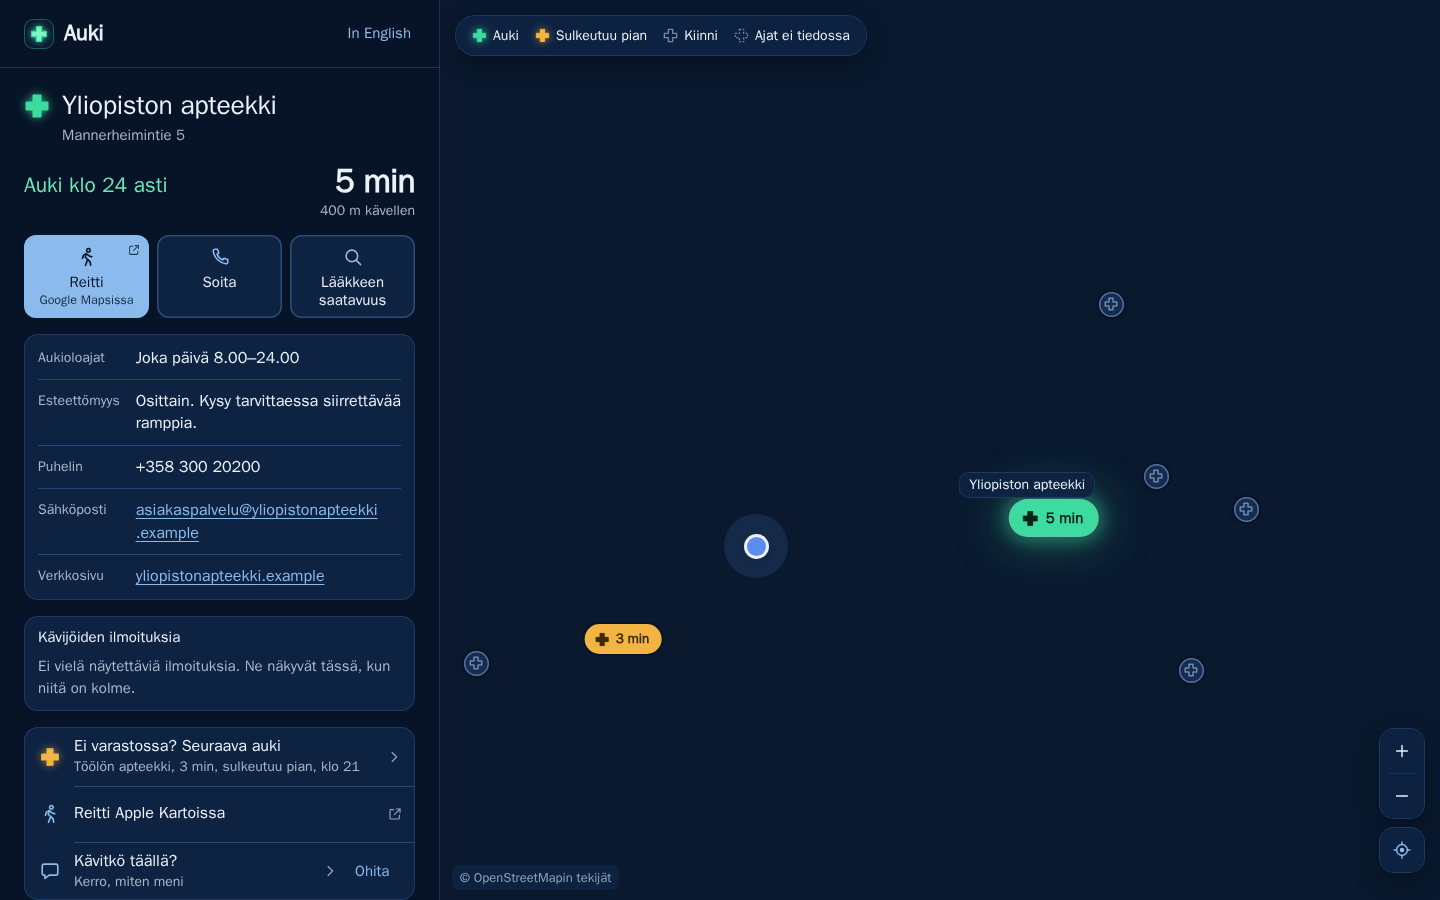 Auki
In English
Yliopiston apteekki
Mannerheimintie 5
Auki klo 24 asti
5 min
400 m kävellen
Reitti
Google Mapsissa
Soita
Lääkkeen
saatavuus
Aukioloajat
Joka päivä 8.00–24.00
Esteettömyys
Osittain. Kysy tarvittaessa siirrettävää
ramppia.
Puhelin
+358 300 20200
Sähköposti
asiakaspalvelu@yliopistonapteekki
.example
Verkkosivu
yliopistonapteekki.example
Kävijöiden ilmoituksia
Ei vielä näytettäviä ilmoituksia. Ne näkyvät tässä, kun
niitä on kolme.
Ei varastossa? Seuraava auki
Töölön apteekki, 3 min, sulkeutuu pian, klo 21
Reitti Apple Kartoissa
Kävitkö täällä?
Kerro, miten meni
Ohita
Auki
Sulkeutuu pian
Kiinni
Ajat ei tiedossa
Yliopiston apteekki
5 min
3 min
© OpenStreetMapin tekijät